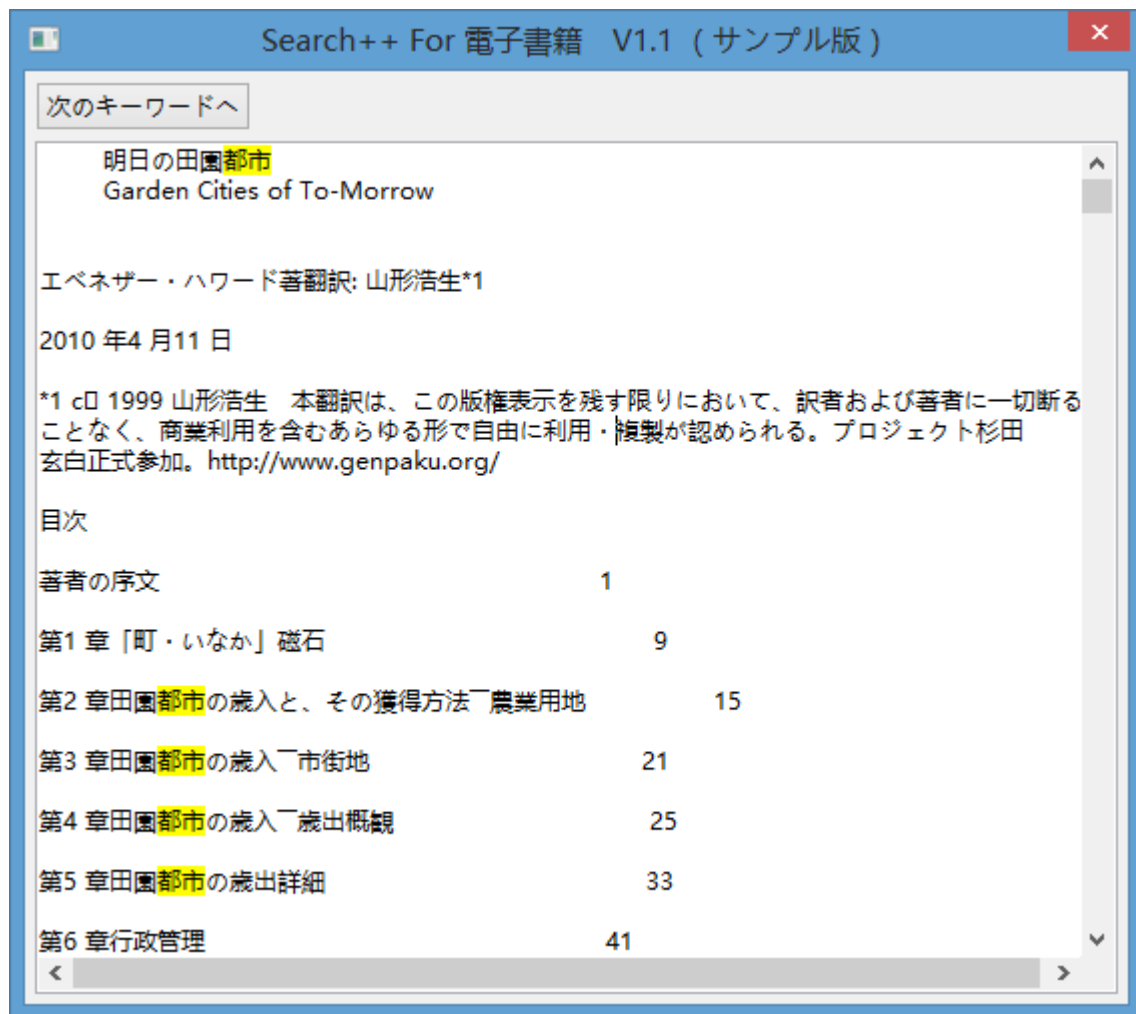 Search++ For 電子書籍　V1.1 ( サンプル版 )
次のキーワードへ
明日の田園都市
Garden Cities of To-Morrow
エベネザー・ハワード著翻訳: 山形浩生*1
2010 年4 月11 日
*1 c▯ 1999 山形浩生　本翻訳は、この版権表示を残す限りにおいて、訳者および著者に一切断る
ことなく、商業利用を含むあらゆる形で自由に利用・複製が認められる。プロジェクト杉田
玄白正式参加。http://www.genpaku.org/
目次
著者の序文 1
第1 章「町・いなか」磁石 9
第2 章田園都市の歳入と、その獲得方法￣農業用地 15
第3 章田園都市の歳入￣市街地 21
第4 章田園都市の歳入￣歳出概観 25
第5 章田園都市の歳出詳細 33
第6 章行政管理 41